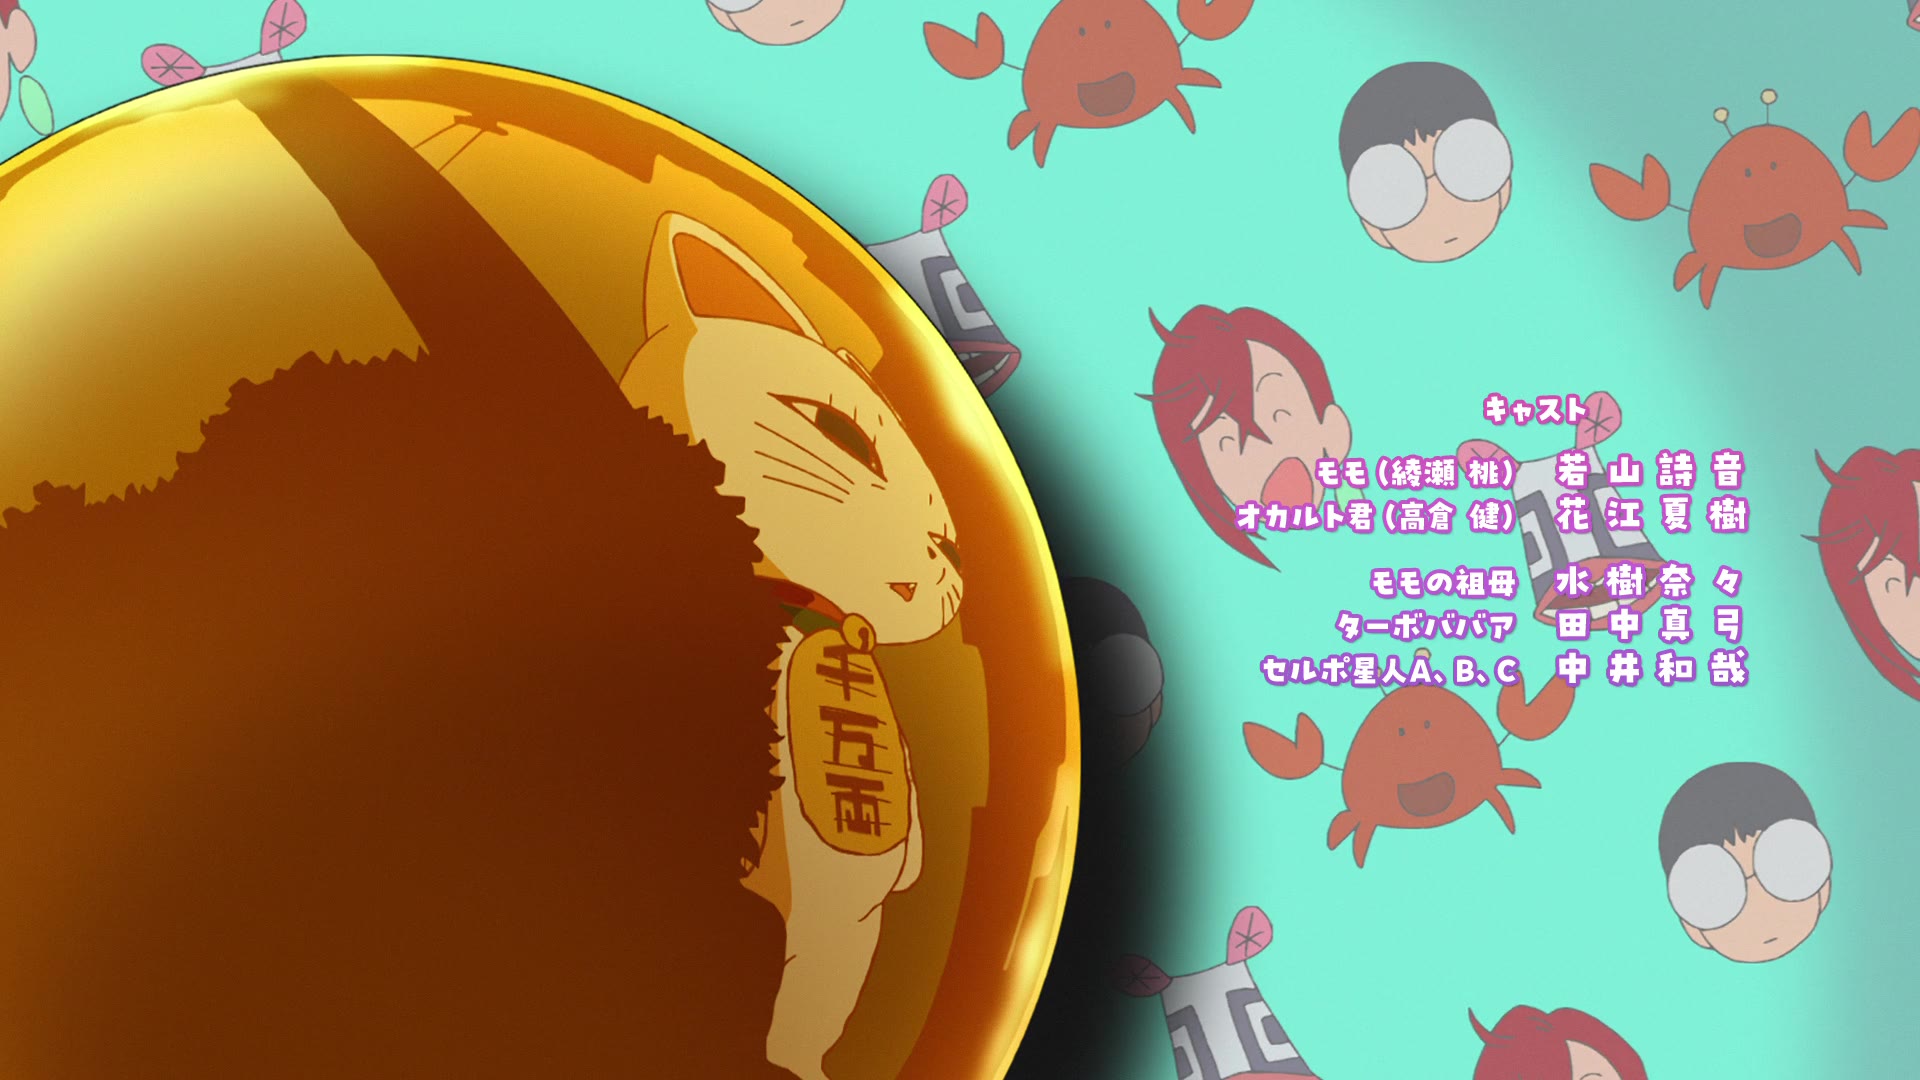 キャスト
モモ（綾瀬 桃） 若山詩音
オカルト君（高倉 健） 花江夏樹
モモの祖母 水樹奈々
ターボババア 田中真弓
セルポ星人A、B、C 中井和哉
千万両